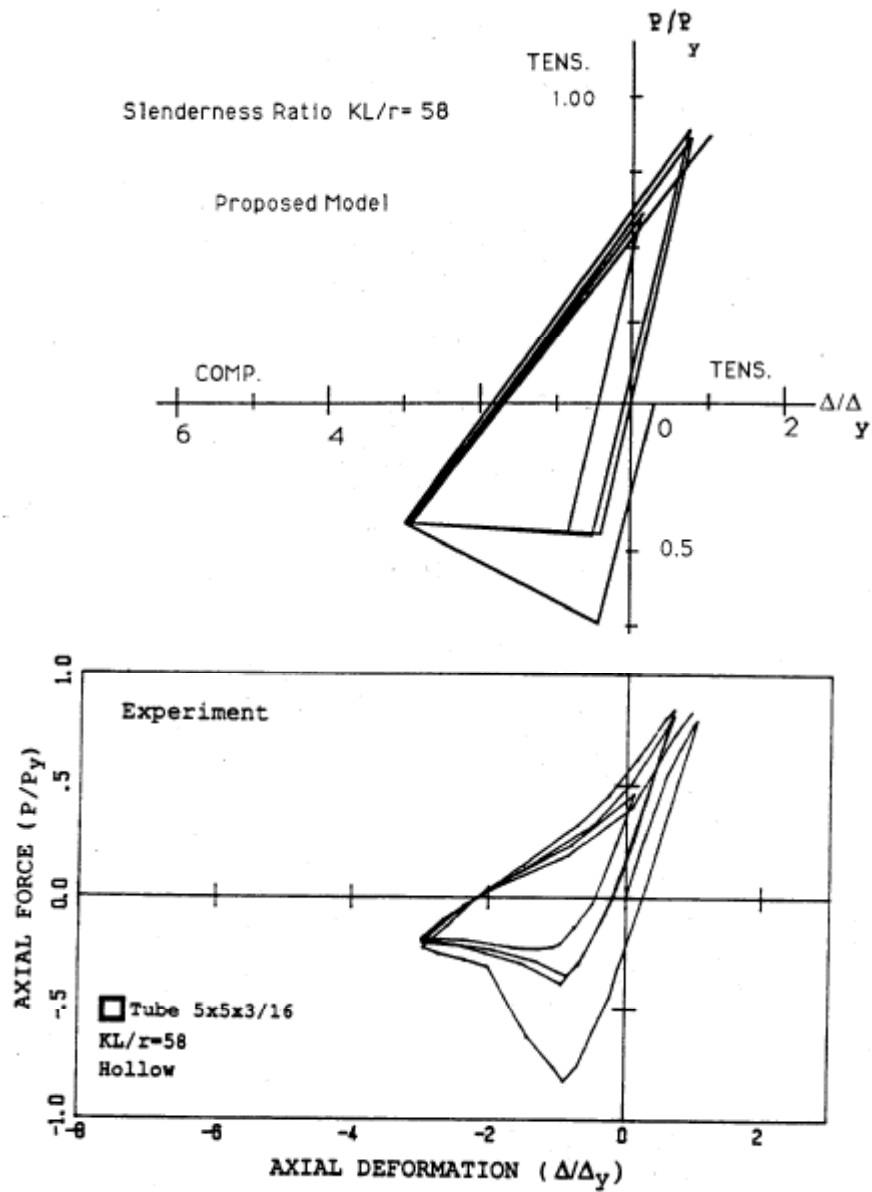 P/P
y
TENS.
1.00
Slenderness Ratio KL/r= 58
Proposed Model
COMP.
TENS.
Δ/Δ
y
6
4
0
2
0.5
1.0
Experiment
.5
AXIAL FORCE (P/Py)
0.0
-.5
Tube 5x5x3/16
KL/r=58
Hollow
-1.0
-8
-6
-4
-2
0
2
AXIAL DEFORMATION (Δ/Δy)